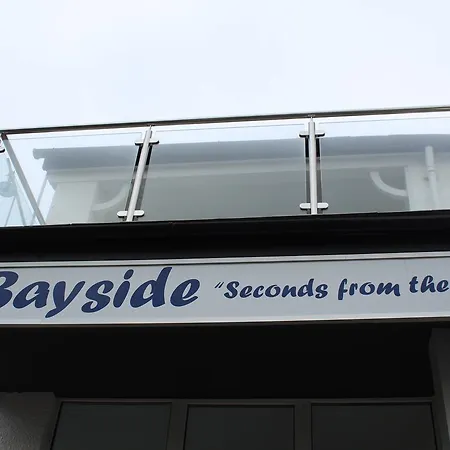 Bayside "Seconds from the